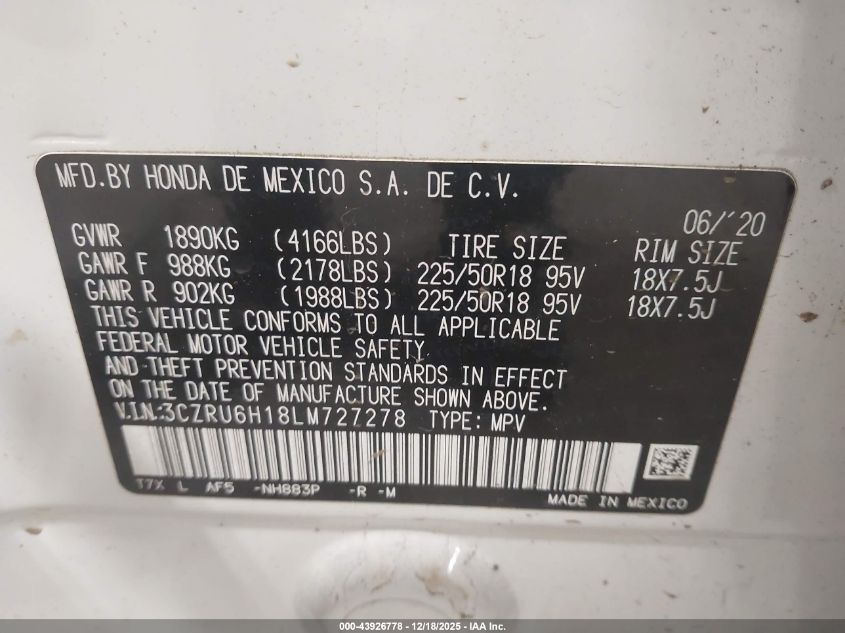 MFD.BY HONDA DE MEXICO S.A. DE C.V.
06/'20
GVWR 1890KG (4166LBS) TIRE SIZE RIM SIZE
GAWR F 988KG (2178LBS) 225/50R18 95V 18X7.5J
GAWR R 902KG (1988LBS) 225/50R18 95V 18X7.5J
THIS VEHICLE CONFORMS TO ALL APPLICABLE
FEDERAL MOTOR VEHICLE SAFETY
AND THEFT PREVENTION STANDARDS IN EFFECT
ON THE DATE OF MANUFACTURE SHOWN ABOVE.
V.I.N:3CZRU6H18LM727278 TYPE: MPV
T7X L AF5 -NH883P -R -M
MADE IN MEXICO
000-43926778 - 12/18/2025 - IAA Inc.